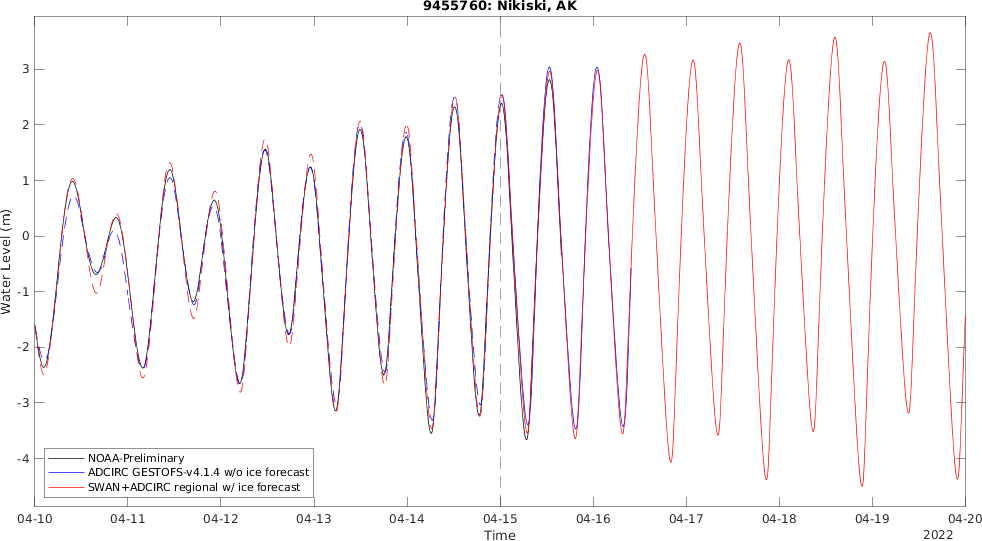 9455760: Nikiski, AK
Water Level (m)
3
2
1
0
-1
-2
-3
-4
NOAA-Preliminary
ADCIRC GESTOFS-v4.1.4 w/o ice forecast
SWAN+ADCIRC regional w/ ice forecast
04-10 04-11 04-12 04-13 04-14 04-15 04-16 04-17 04-18 04-19 04-20
Time
2022